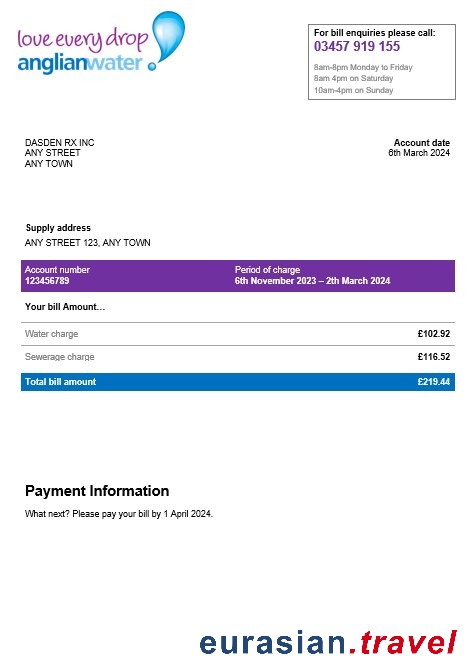 love every drop
anglianwater
For bill enquiries please call:
03457 919 155
8am-8pm Monday to Friday
8am 4pm on Saturday
10am-4pm on Sunday
DASDEN RX INC
ANY STREET
ANY TOWN
Account date
6th March 2024
Supply address
ANY STREET 123, ANY TOWN
Account number Period of charge
123456789 6th November 2023 – 2th March 2024
Your bill Amount…
Water charge £102.92
Sewerage charge £116.52
Total bill amount £219.44
Payment Information
What next? Please pay your bill by 1 April 2024.
eurasian.travel